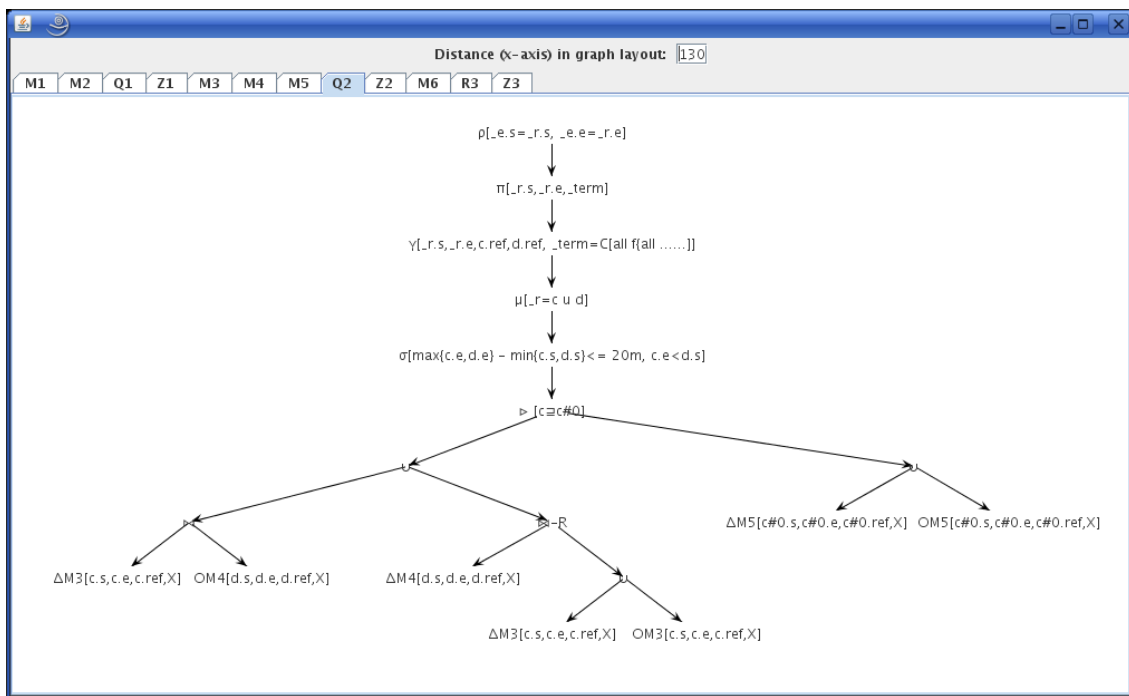 Distance (x-axis) in graph layout: 130
M1 M2 Q1 Z1 M3 M4 M5 Q2 Z2 M6 R3 Z3
ρ[_e.s=_r.s, _e.e=_r.e]
π[_r.s,_r.e,_term]
γ[_r.s,_r.e,c.ref,d.ref, _term=C[all f{all ......]]
μ[_r=c u d]
σ[max{c.e,d.e} - min{c.s,d.s}<= 20m, c.e<d.s]
▹ [c⊒c#0]
∪ ∪
⋈ ⋈-R ΔM5[c#0.s,c#0.e,c#0.ref,X] OM5[c#0.s,c#0.e,c#0.ref,X]
ΔM3[c.s,c.e,c.ref,X] OM4[d.s,d.e,d.ref,X] ΔM4[d.s,d.e,d.ref,X] ∪
ΔM3[c.s,c.e,c.ref,X] OM3[c.s,c.e,c.ref,X]